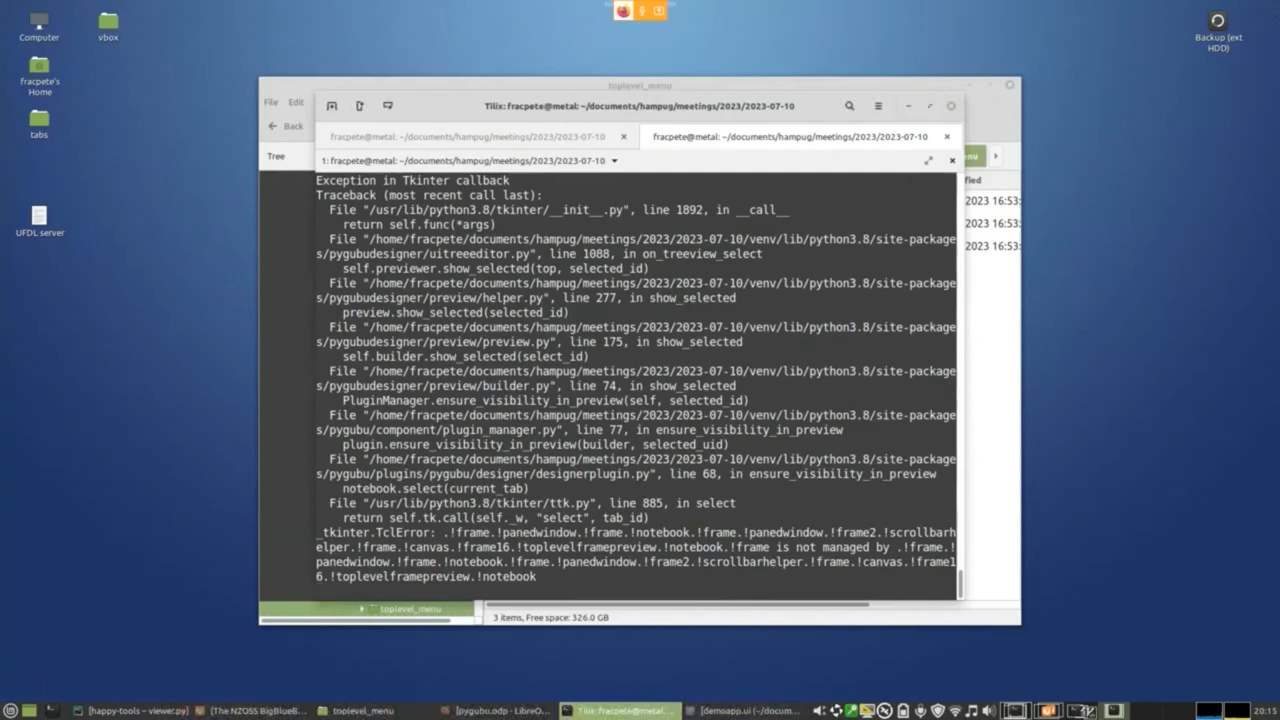 Computer
vbox
Backup (ext
HDD)
fracpete's
Home
tabs
UFDL server
toplevel_menu
File Edit
Tilix: fracpete@metal: ~/documents/hampug/meetings/2023/2023-07-10
Back
fracpete@metal: ~/documents/hampug/meetings/2023/2023-07-10
fracpete@metal: ~/documents/hampug/meetings/2023/2023-07-10
Tree
1: fracpete@metal: ~/documents/hampug/meetings/2023/2023-07-10
nu
fied
2023 16:53:
2023 16:53:
2023 16:53:
Exception in Tkinter callback
Traceback (most recent call last):
File "/usr/lib/python3.8/tkinter/__init__.py", line 1892, in __call__
return self.func(*args)
File "/home/fracpete/documents/hampug/meetings/2023/2023-07-10/venv/lib/python3.8/site-package
s/pygubudesigner/uitreeeditor.py", line 1088, in on_treeview_select
self.previewer.show_selected(top, selected_id)
File "/home/fracpete/documents/hampug/meetings/2023/2023-07-10/venv/lib/python3.8/site-package
s/pygubudesigner/preview/helper.py", line 277, in show_selected
preview.show_selected(selected_id)
File "/home/fracpete/documents/hampug/meetings/2023/2023-07-10/venv/lib/python3.8/site-package
s/pygubudesigner/preview/preview.py", line 175, in show_selected
self.builder.show_selected(select_id)
File "/home/fracpete/documents/hampug/meetings/2023/2023-07-10/venv/lib/python3.8/site-package
s/pygubudesigner/preview/builder.py", line 74, in show_selected
PluginManager.ensure_visibility_in_preview(self, selected_id)
File "/home/fracpete/documents/hampug/meetings/2023/2023-07-10/venv/lib/python3.8/site-package
s/pygubu/component/plugin_manager.py", line 77, in ensure_visibility_in_preview
plugin.ensure_visibility_in_preview(builder, selected_uid)
File "/home/fracpete/documents/hampug/meetings/2023/2023-07-10/venv/lib/python3.8/site-package
s/pygubu/plugins/pygubu/designer/designerplugin.py", line 68, in ensure_visibility_in_preview
notebook.select(current_tab)
File "/usr/lib/python3.8/tkinter/ttk.py", line 885, in select
return self.tk.call(self._w, "select", tab_id)
_tkinter.TclError: .!frame.!panedwindow.!frame.!notebook.!frame.!panedwindow.!frame2.!scrollbarh
elper.!frame.!canvas.!frame16.!toplevelframepreview.!notebook.!frame is not managed by .!frame.!
panedwindow.!frame.!notebook.!frame.!panedwindow.!frame2.!scrollbarhelper.!frame.!canvas.!frame1
6.!toplevelframepreview.!notebook
toplevel_menu
3 items, Free space: 326.0 GB
[happy-tools – viewer.py]
[The NZOSS BigBlueB...
toplevel_menu
[pygubu.odp - LibreO...
Tilix: fracpete@metal...
[demoapp.ui (~/docum...
20:15